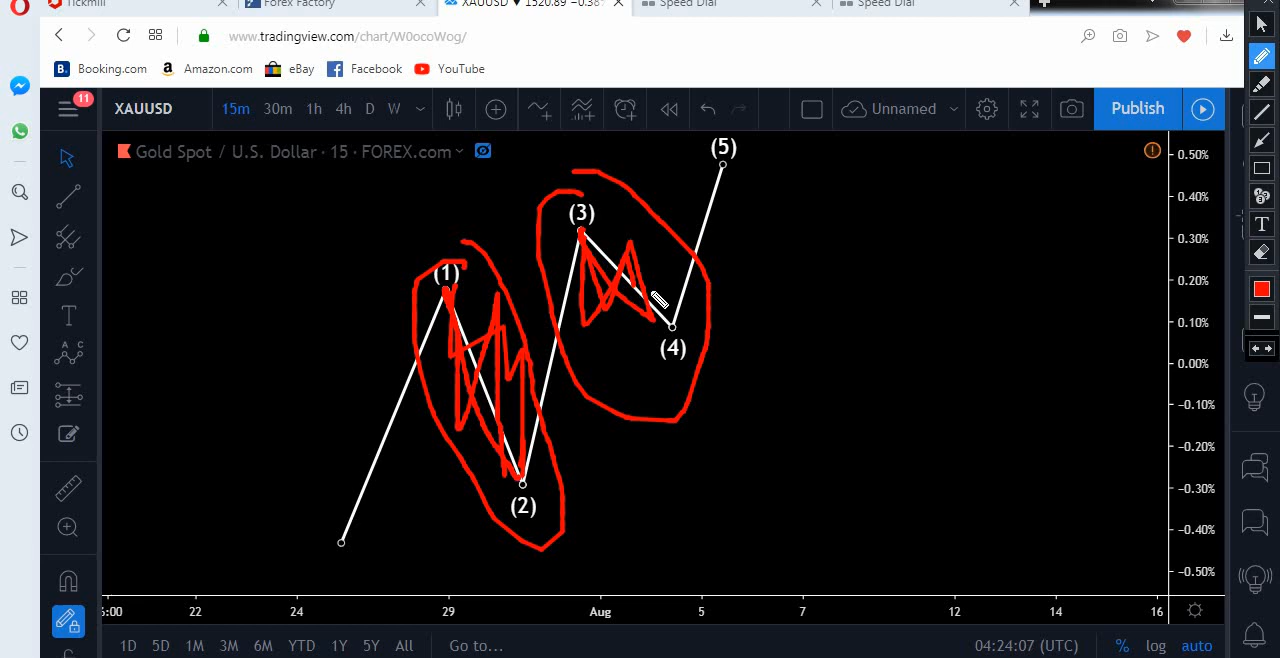 Tickmill
Forex Factory
XAUUSD ▼ 1520.89 −0.38
Speed Dial
Speed Dial
www.tradingview.com/chart/W0ocoWog/
B. Booking.com
a Amazon.com
eBay
Facebook
YouTube
11
XAUUSD
15m
30m
1h
4h
D
W
Unnamed
Publish
Gold Spot / U.S. Dollar · 15 · FOREX.com
T
A C
T
(1)
(2)
(3)
(4)
(5)
0.50%
0.40%
0.30%
0.20%
0.10%
0.00%
−0.10%
−0.20%
−0.30%
−0.40%
−0.50%
6:00
22
24
29
Aug
5
7
12
14
16
1D
5D
1M
3M
6M
YTD
1Y
5Y
All
Go to...
04:24:07 (UTC)
%
log
auto